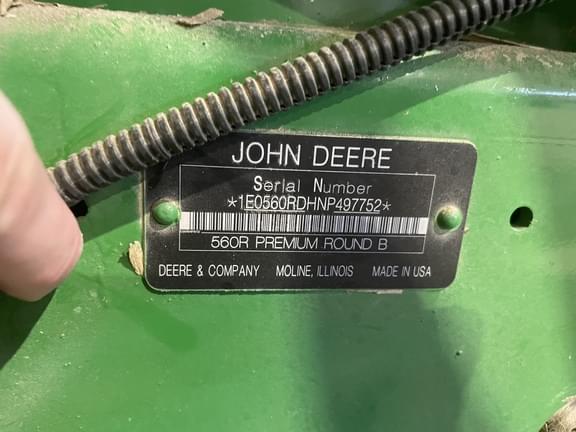 JOHN DEERE
Serial Number
*1E0560RDHNP497752*
560R PREMIUM ROUND B
DEERE & COMPANY MOLINE, ILLINOIS MADE IN USA